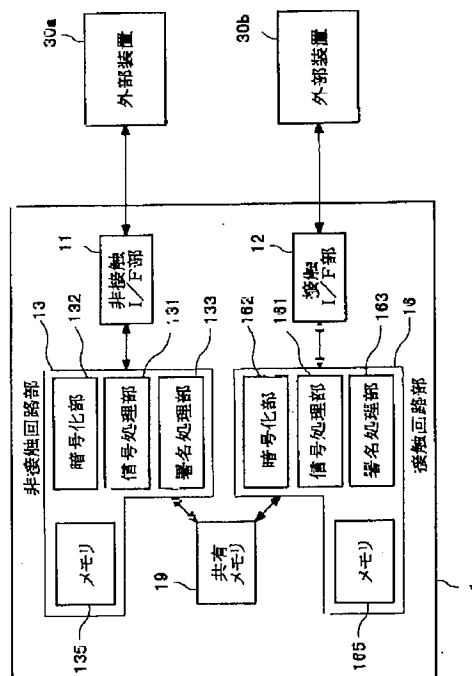 30a
外部装置
30b
外部装置
11
非接触
I/F部
12
接触
I/F部
非接触回路部
13
132
暗号化部
131
信号処理部
133
署名処理部
メモリ
135
19
共有
メモリ
162
暗号化部
161
信号処理部
163
署名処理部
16
接触回路部
メモリ
165